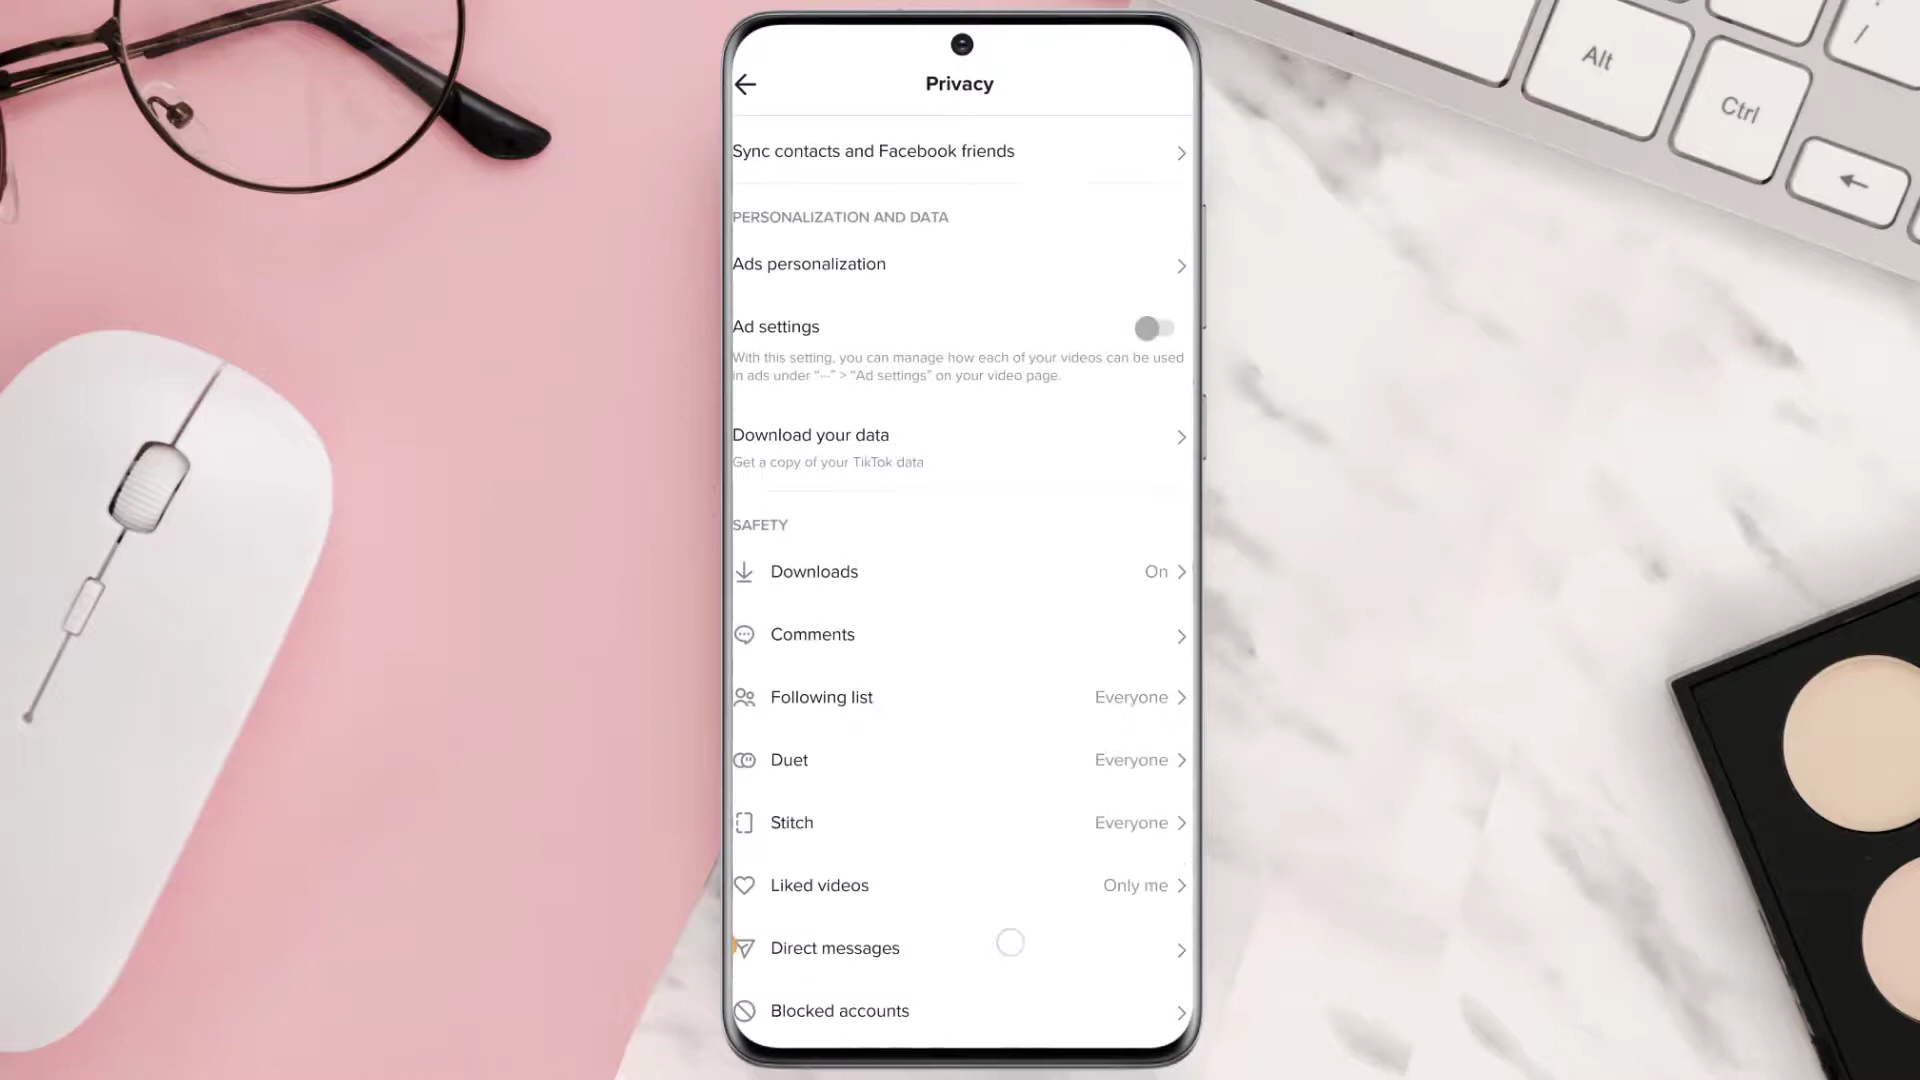 Privacy
Sync contacts and Facebook friends
PERSONALIZATION AND DATA
Ads personalization
Ad settings
With this setting, you can manage how each of your videos can be used
in ads under “···” > “Ad settings” on your video page.
Download your data
Get a copy of your TikTok data
SAFETY
Downloads On
Comments
Following list Everyone
Duet Everyone
Stitch Everyone
Liked videos Only me
Direct messages
Blocked accounts
Alt
Ctrl
/